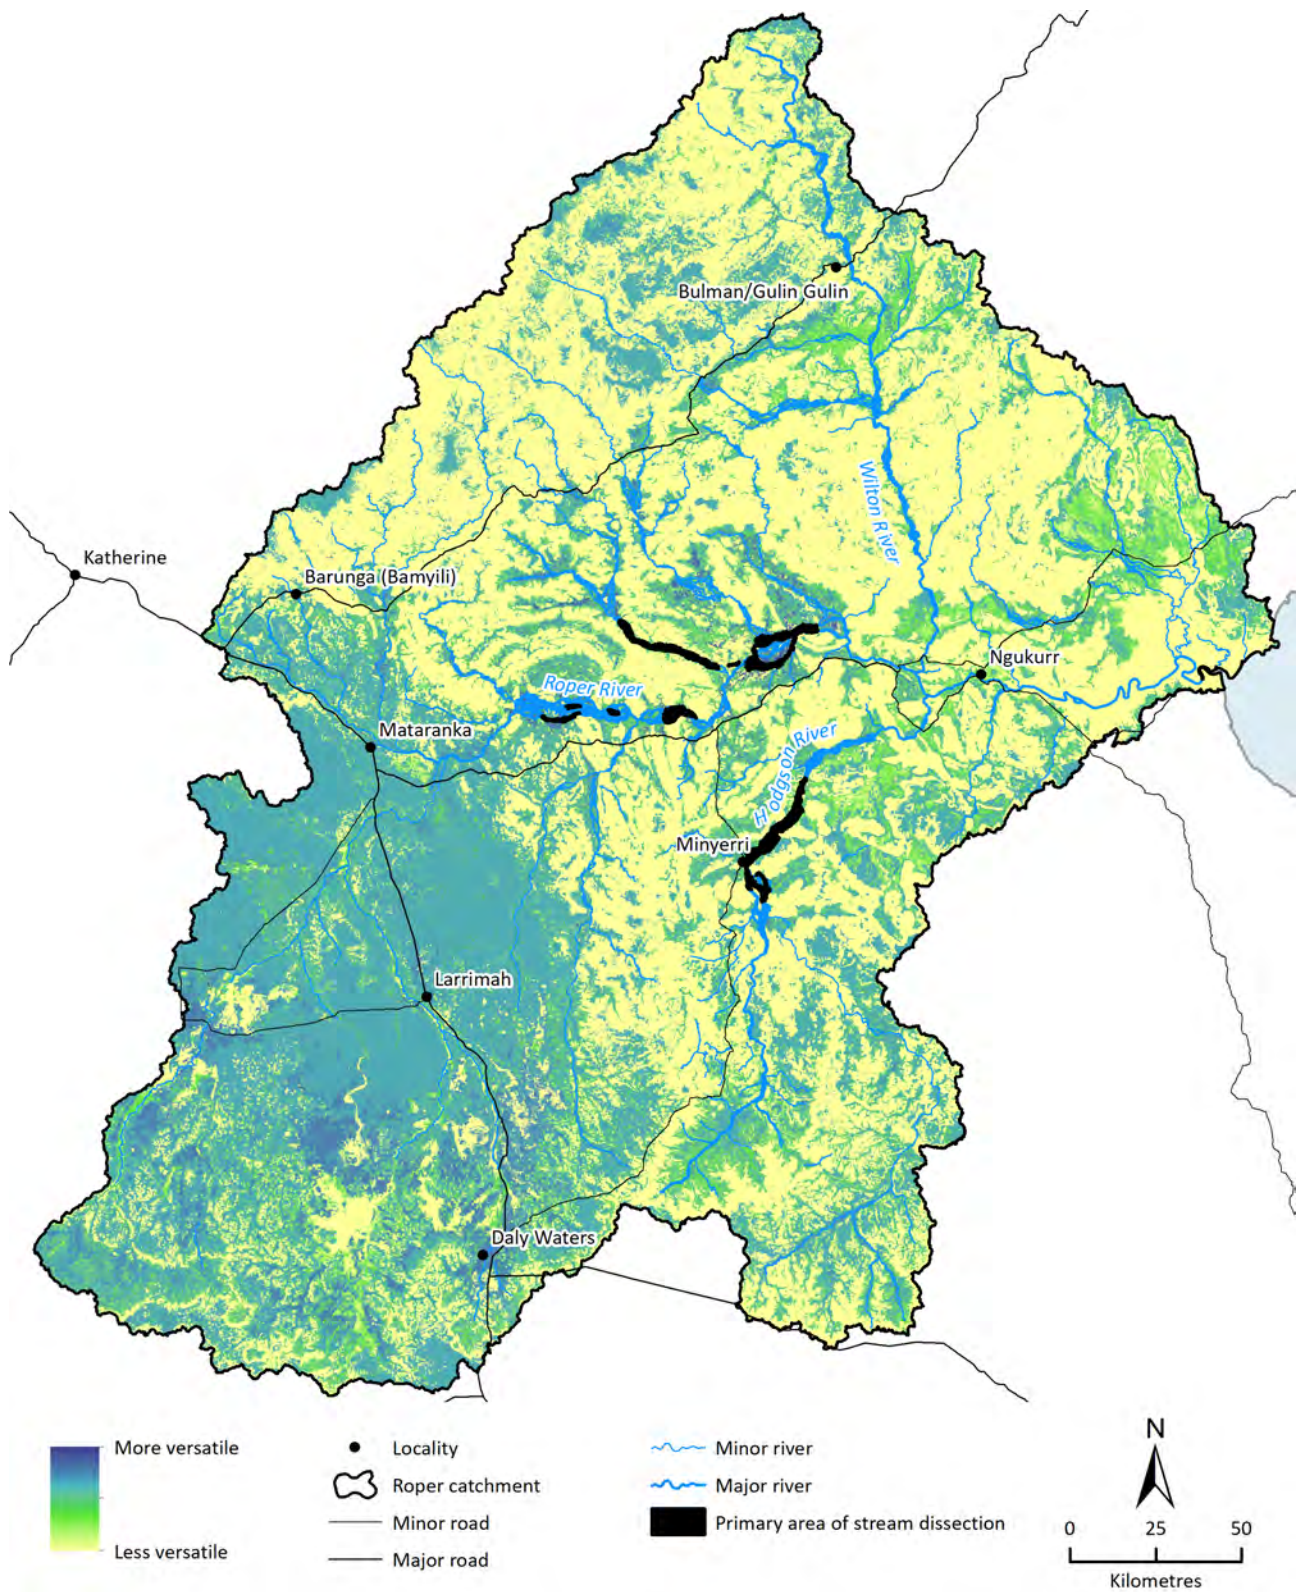 Bulman/Gulin Gulin
Wilton River
Katherine
Barunga (Bamyili)
Ngukurr
Roper River
Mataranka
Hodgson River
Minyerri
Larrimah
Daly Waters
More versatile
Less versatile
Locality
Roper catchment
Minor road
Major road
Minor river
Major river
Primary area of stream dissection
N
0 25 50
Kilometres